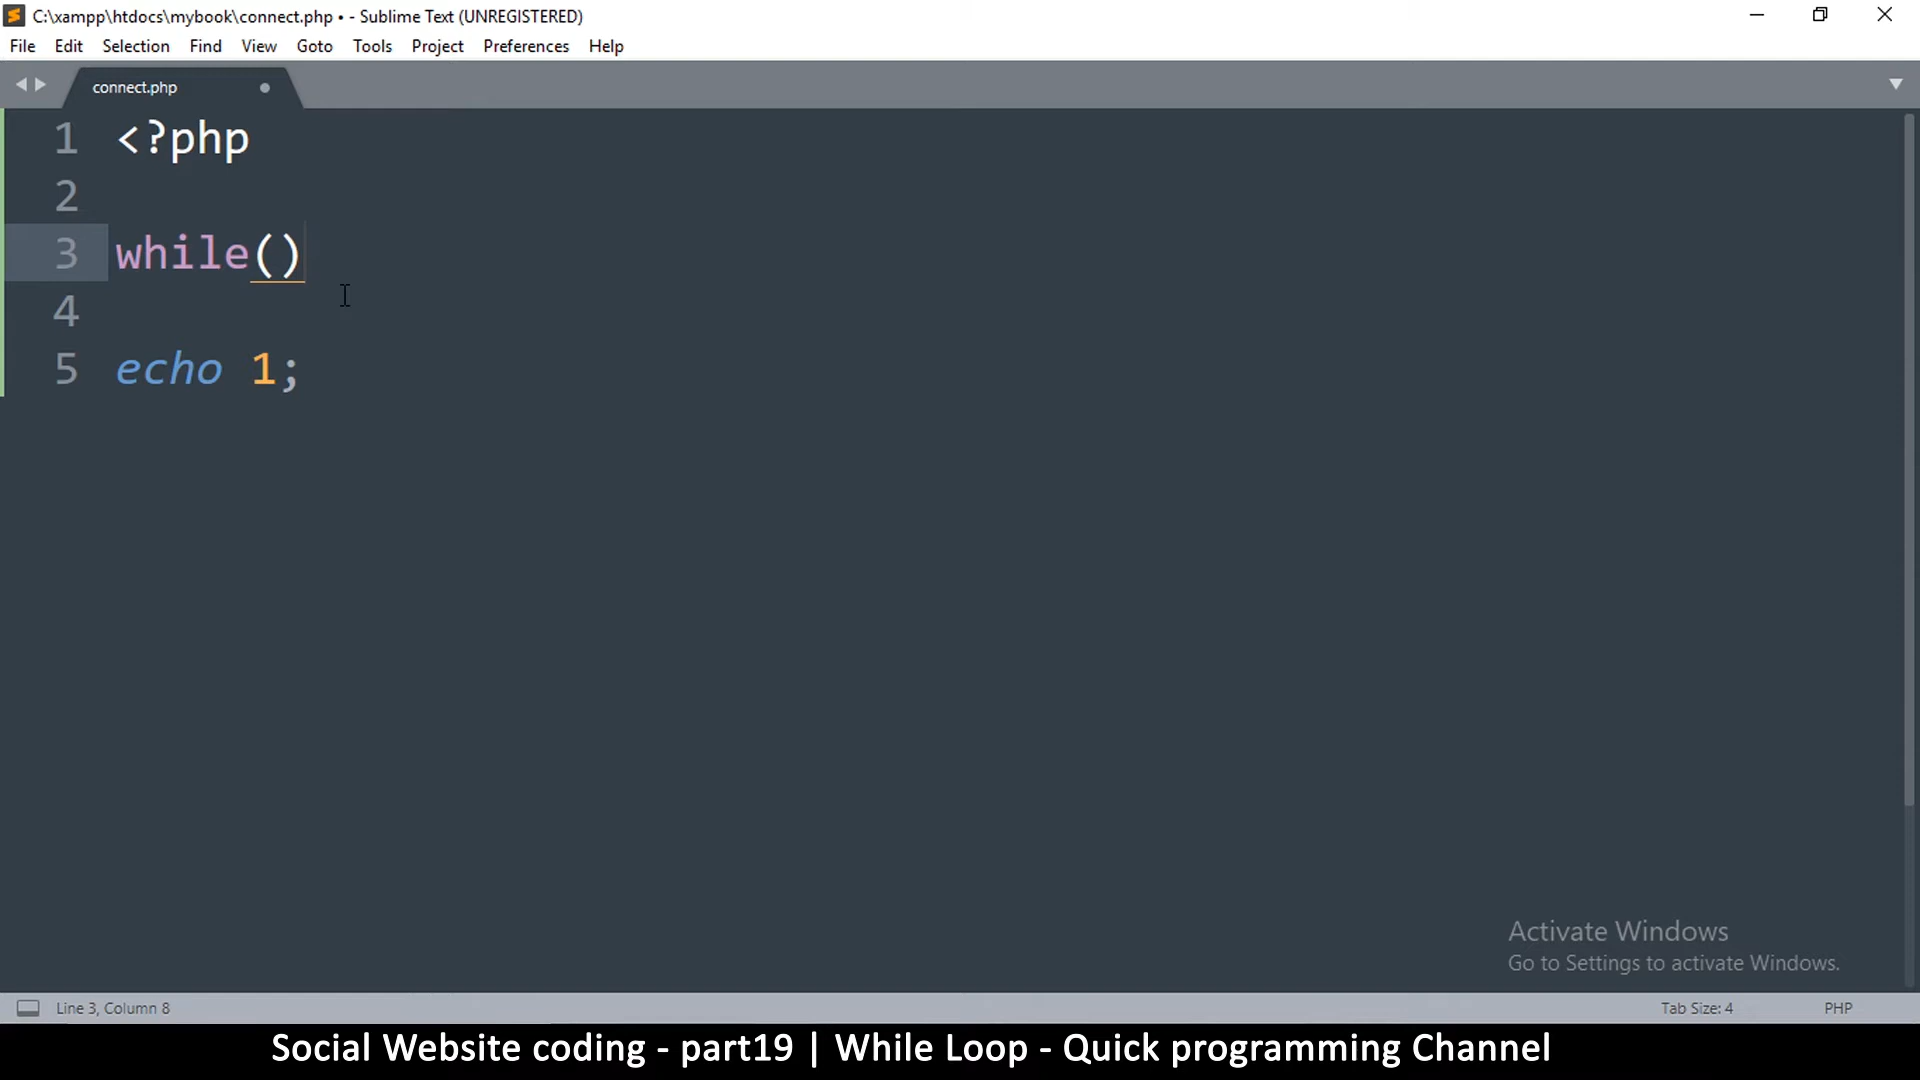 C:\xampp\htdocs\mybook\connect.php • - Sublime Text (UNREGISTERED)
File Edit Selection Find View Goto Tools Project Preferences Help
connect.php
1 <?php
2
3 while()
4
5 echo 1;
Activate Windows
Go to Settings to activate Windows.
Line 3, Column 8 Tab Size: 4 PHP
Social Website coding - part19 | While Loop - Quick programming Channel